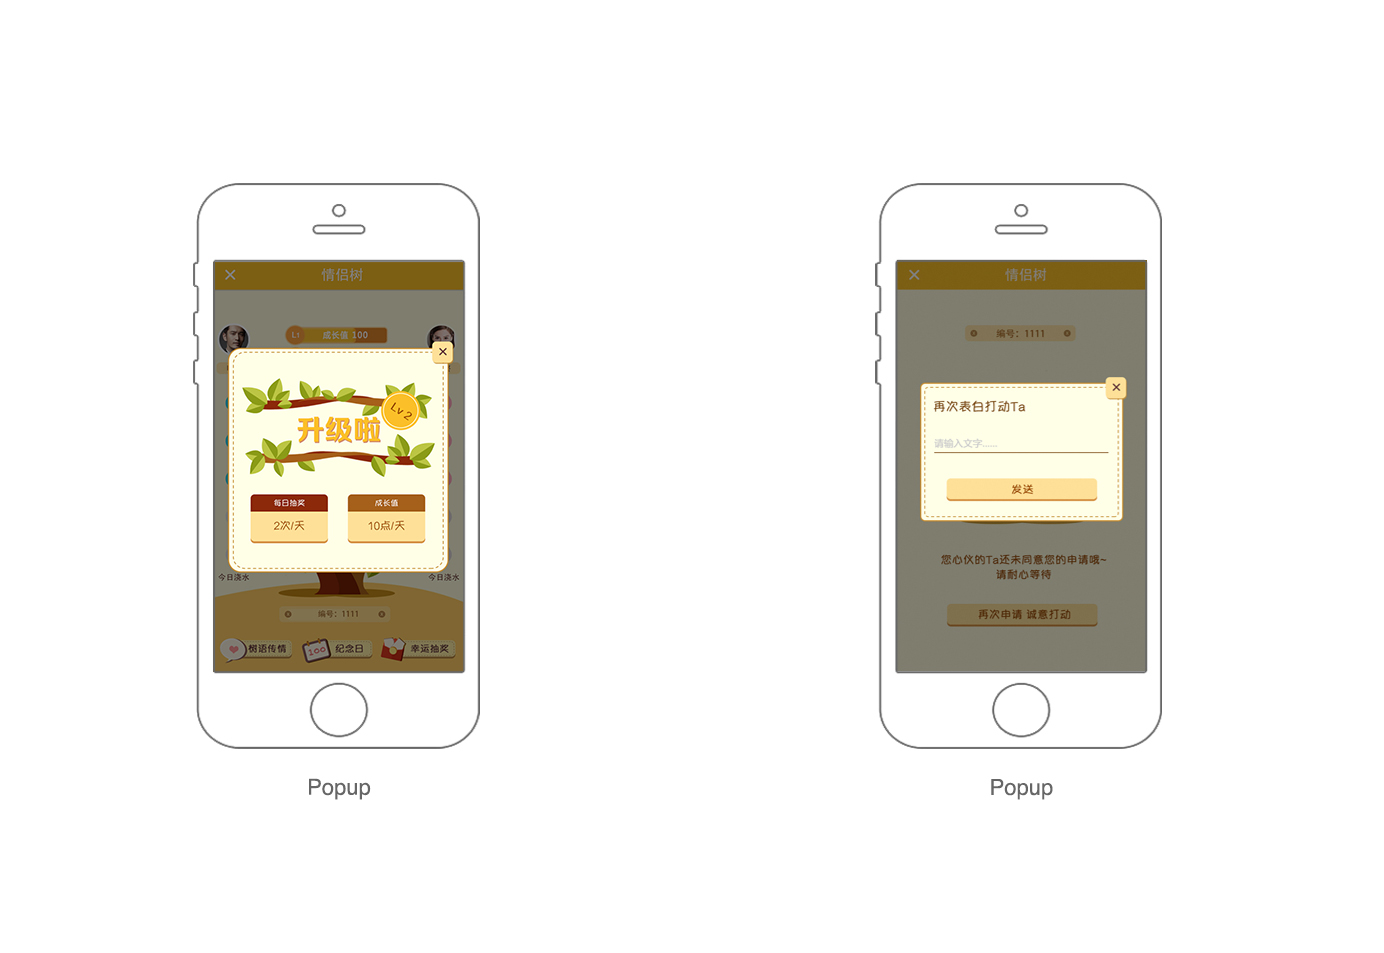 情侣树
Lv1
成长值 100
Lv 2
升级啦
每日抽奖
成长值
2次/天
10点/天
今日浇水
今日浇水
编号：1111
树语传情
100
纪念日
幸运抽奖
Popup
情侣树
编号：1111
再次表白打动Ta
请输入文字......
发送
您心仪的Ta还未同意您的申请哦~
请耐心等待
再次申请 诚意打动
Popup